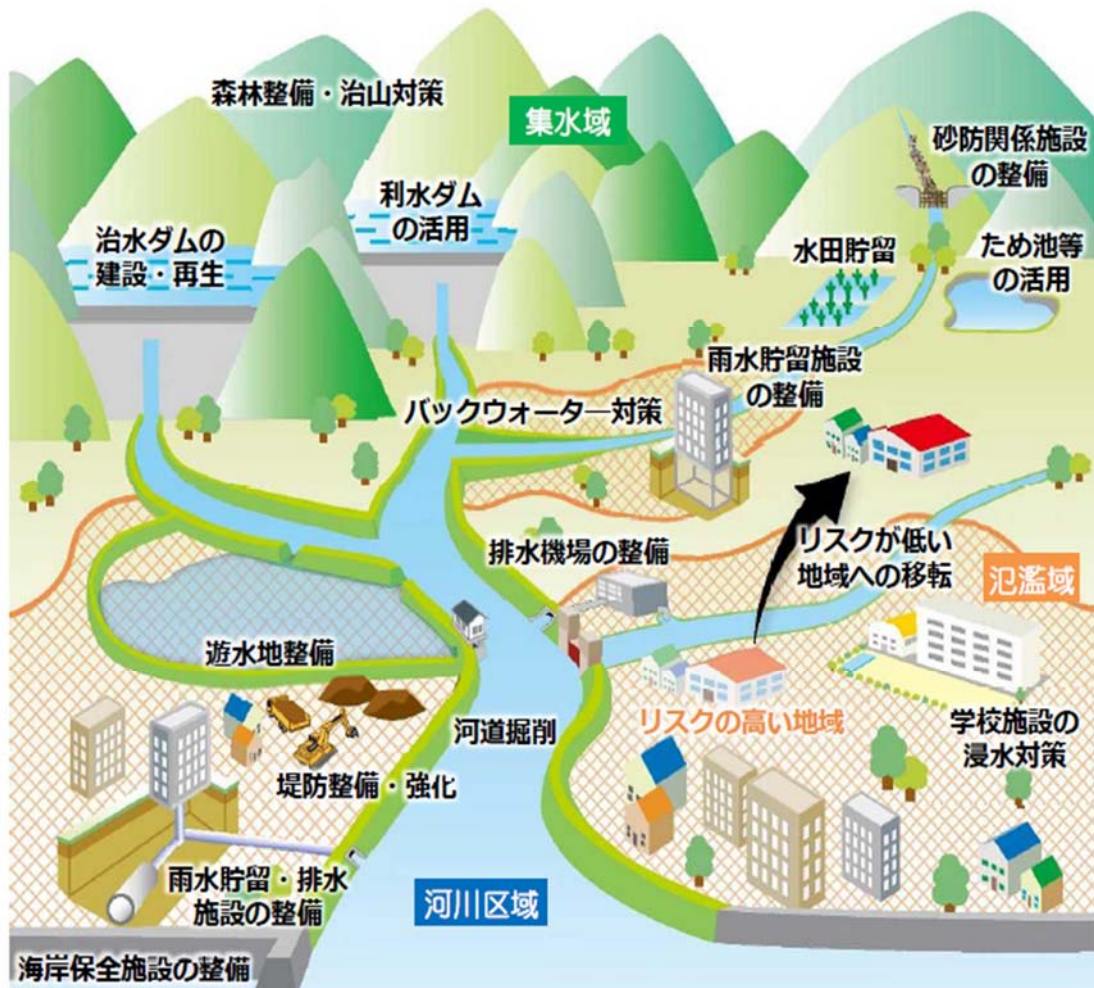 森林整備・治山対策
集水域
砂防関係施設
の整備
利水ダム
の活用
治水ダムの
建設・再生
水田貯留
ため池等
の活用
雨水貯留施設
の整備
バックウォーター対策
排水機場の整備
リスクが低い
地域への移転
氾濫域
遊水地整備
リスクの高い地域
学校施設の
浸水対策
河道掘削
堤防整備・強化
雨水貯留・排水
施設の整備
河川区域
海岸保全施設の整備